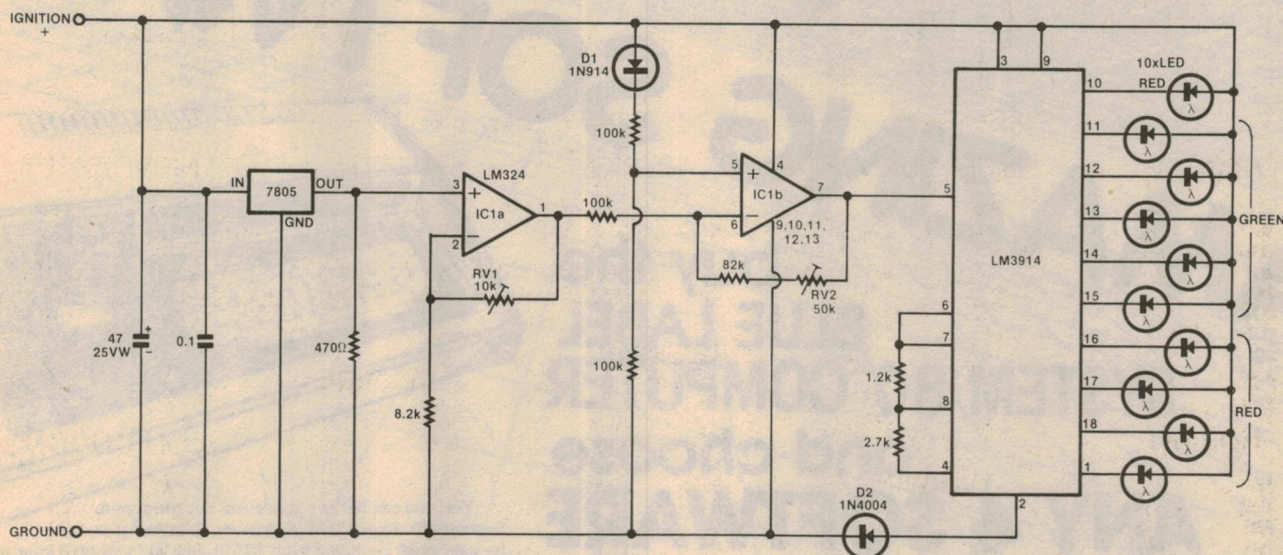 IGNITION
+
D1
1N914
100k
IN
7805
OUT
GND
3
+
LM324
IC1a
1
-
2
RV1
10k
100k
5
+
4
IC1b
7
-
6
9,10,11,
12,13
82k
RV2
50k
3
9
10xLED
RED
10
11
12
13
14
15
16
17
18
1
GREEN
RED
5
LM3914
6
7
8
4
2
1.2k
2.7k
47
25VW
+
-
0.1
470Ω
8.2k
100k
D2
1N4004
GROUND
λ
λ
λ
λ
λ
λ
λ
λ
λ
λ